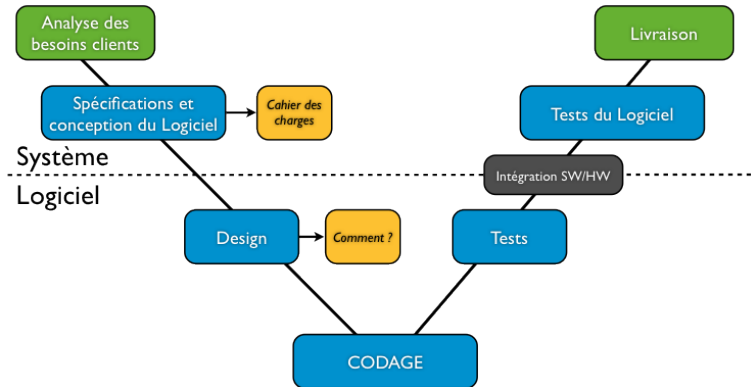 Analyse des
besoins clients
Livraison
Spécifications et
conception du Logiciel
Cahier des
charges
Tests du Logiciel
Système
Intégration SW/HW
Logiciel
Design
Comment ?
Tests
CODAGE